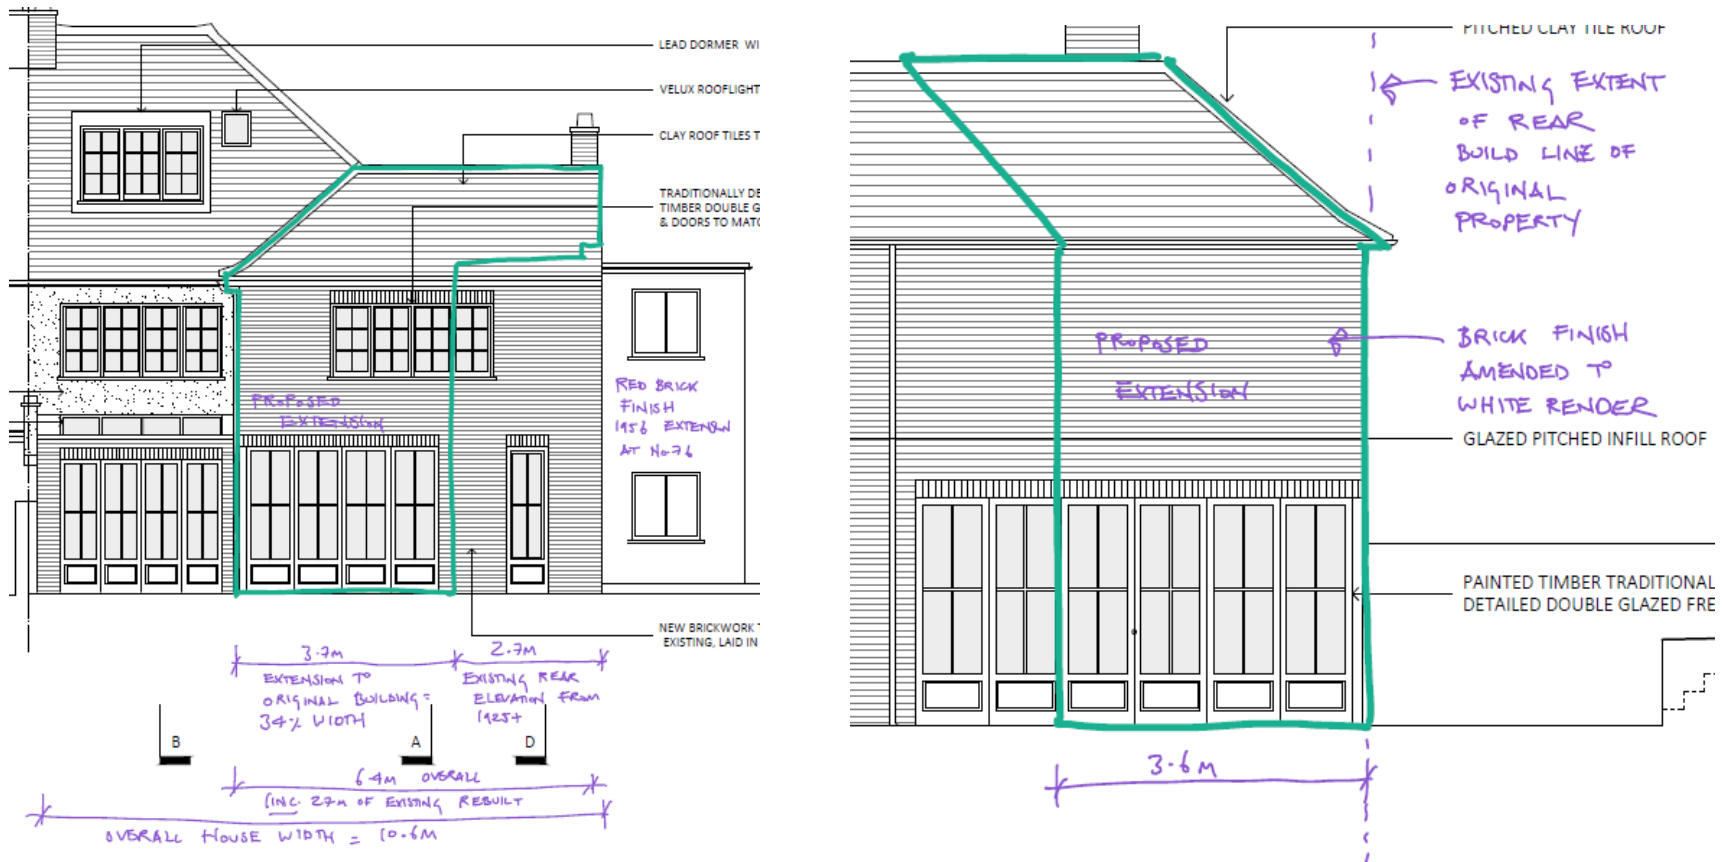 LEAD DORMER WI
VELUX ROOFLIGHT
CLAY ROOF TILES T
TRADITIONALLY DE
TIMBER DOUBLE G
& DOORS TO MATC
RED BRICK
FINISH
1956 EXTENSN
AT No.76
PROPOSED
EXTENSION
NEW BRICKWORK T
EXISTING, LAID IN
3.7M
EXTENSION TO
ORIGINAL BUILDING =
34% WIDTH
2.7M
EXISTING REAR
ELEVATION FROM
1925+
B
A
D
6.4M OVERALL
(INC. 2.7M OF EXISTING REBUILT
OVERALL HOUSE WIDTH = 10.6M
PITCHED CLAY TILE ROOF
EXISTING EXTENT
OF REAR
BUILD LINE OF
ORIGINAL
PROPERTY
PROPOSED
EXTENSION
BRICK FINISH
AMENDED TO
WHITE RENDER
GLAZED PITCHED INFILL ROOF
PAINTED TIMBER TRADITIONAL
DETAILED DOUBLE GLAZED FRE
3.6M